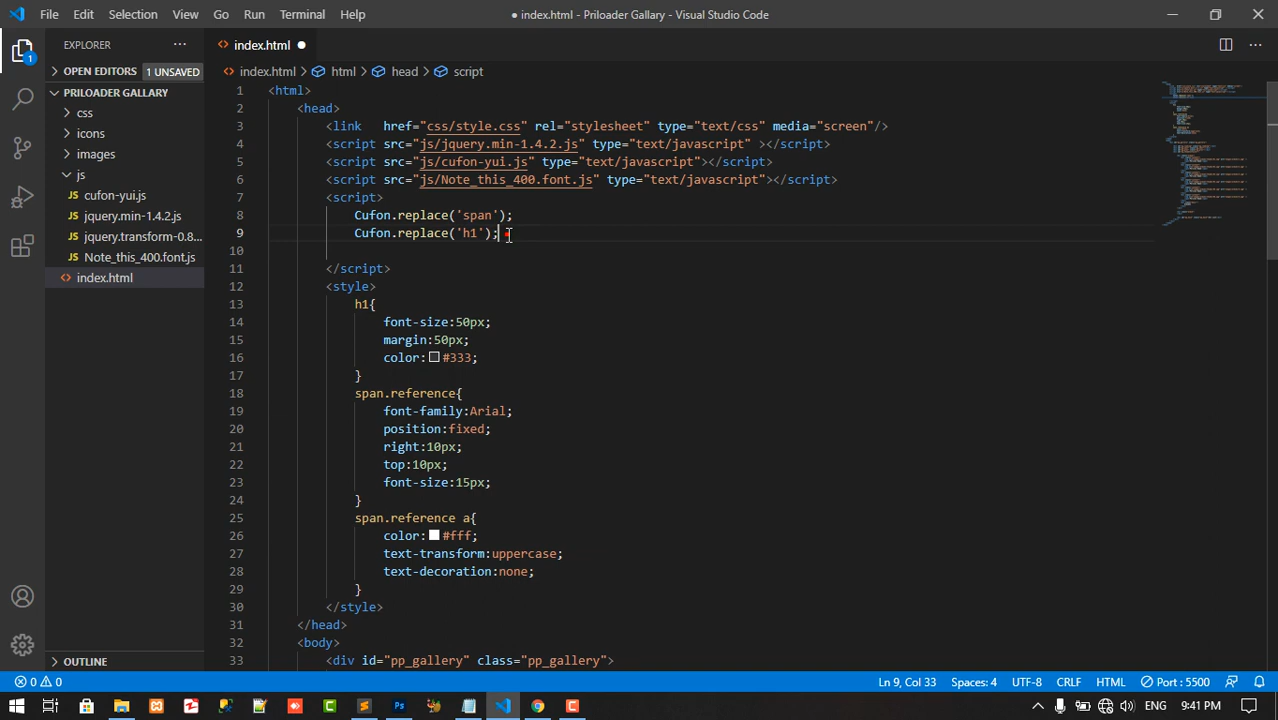 File Edit Selection View Go Run Terminal Help
● index.html - Priloader Gallary - Visual Studio Code
EXPLORER ···
index.html ●
OPEN EDITORS 1 UNSAVED
index.html > html > head > script
PRILOADER GALLARY
css
icons
images
js
cufon-yui.js
jquery.min-1.4.2.js
jquery.transform-0.8...
Note_this_400.font.js
index.html
OUTLINE
1 <html>
2 <head>
3 <link href="css/style.css" rel="stylesheet" type="text/css" media="screen"/>
4 <script src="js/jquery.min-1.4.2.js" type="text/javascript" ></script>
5 <script src="js/cufon-yui.js" type="text/javascript"></script>
6 <script src="js/Note_this_400.font.js" type="text/javascript"></script>
7 <script>
8 Cufon.replace('span');
9 Cufon.replace('h1');
10
11 </script>
12 <style>
13 h1{
14 font-size:50px;
15 margin:50px;
16 color:#333;
17 }
18 span.reference{
19 font-family:Arial;
20 position:fixed;
21 right:10px;
22 top:10px;
23 font-size:15px;
24 }
25 span.reference a{
26 color:#fff;
27 text-transform:uppercase;
28 text-decoration:none;
29 }
30 </style>
31 </head>
32 <body>
33 <div id="pp_gallery" class="pp_gallery">
0 0 Ln 9, Col 33 Spaces: 4 UTF-8 CRLF HTML Port : 5500
ENG 9:41 PM